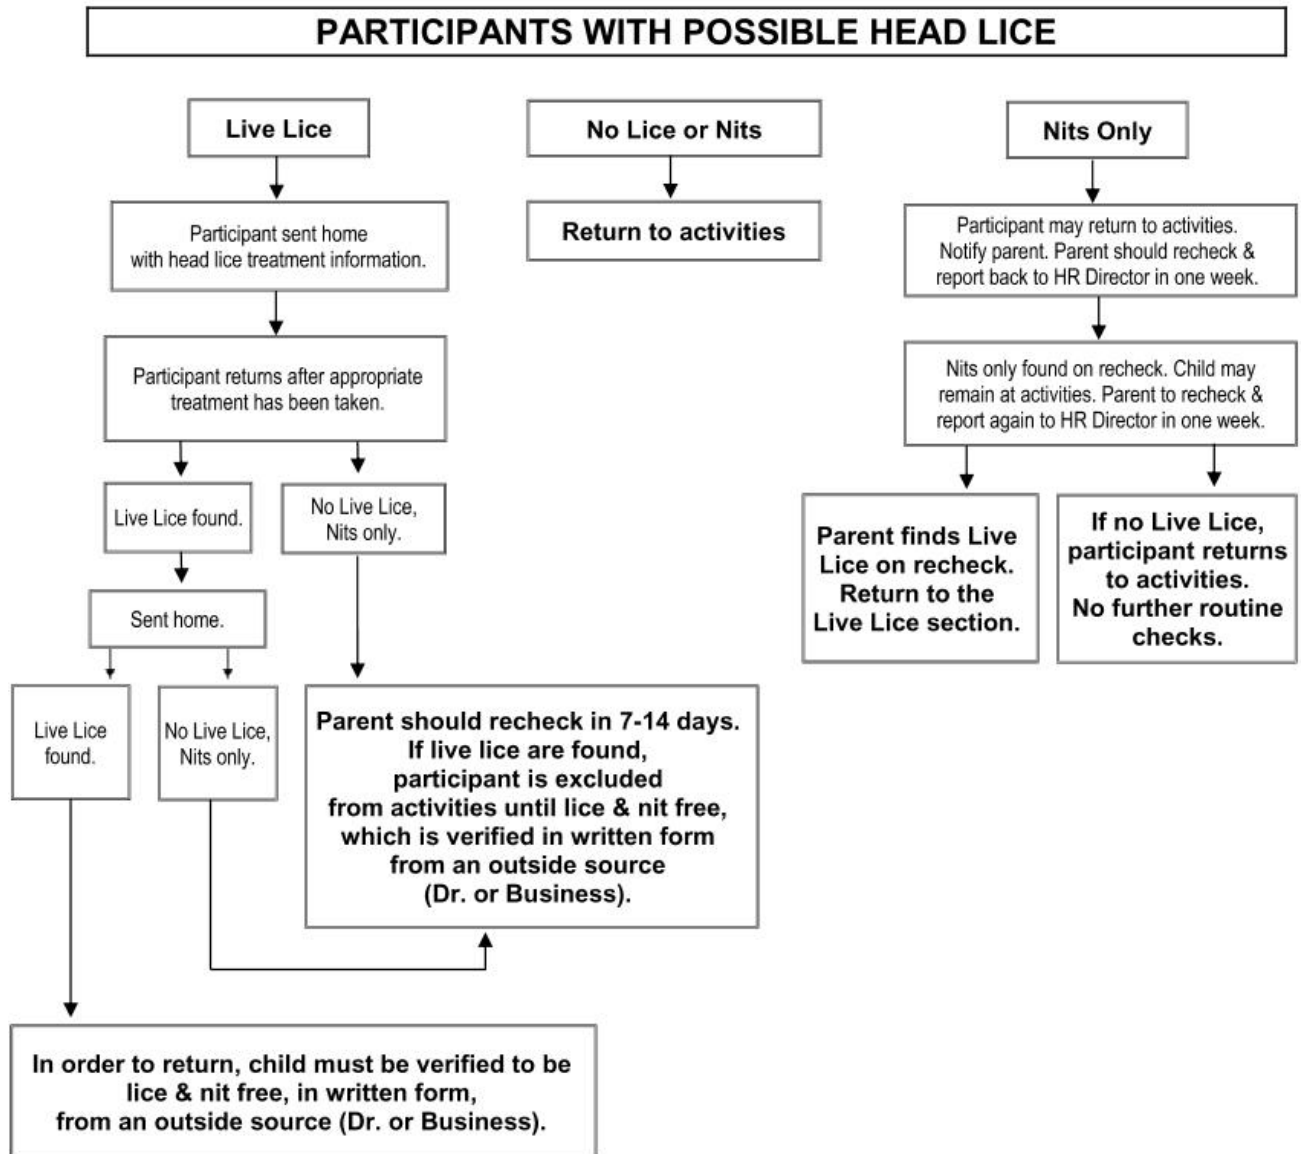 PARTICIPANTS WITH POSSIBLE HEAD LICE
Live Lice
Participant sent home
with head lice treatment information.
Participant returns after appropriate
treatment has been taken.
Live Lice found.
No Live Lice,
Nits only.
Sent home.
Live Lice
found.
No Live Lice,
Nits only.
Parent should recheck in 7-14 days.
If live lice are found,
participant is excluded
from activities until lice & nit free,
which is verified in written form
from an outside source
(Dr. or Business).
In order to return, child must be verified to be
lice & nit free, in written form,
from an outside source (Dr. or Business).
No Lice or Nits
Return to activities
Nits Only
Participant may return to activities.
Notify parent. Parent should recheck &
report back to HR Director in one week.
Nits only found on recheck. Child may
remain at activities. Parent to recheck &
report again to HR Director in one week.
Parent finds Live
Lice on recheck.
Return to the
Live Lice section.
If no Live Lice,
participant returns
to activities.
No further routine
checks.